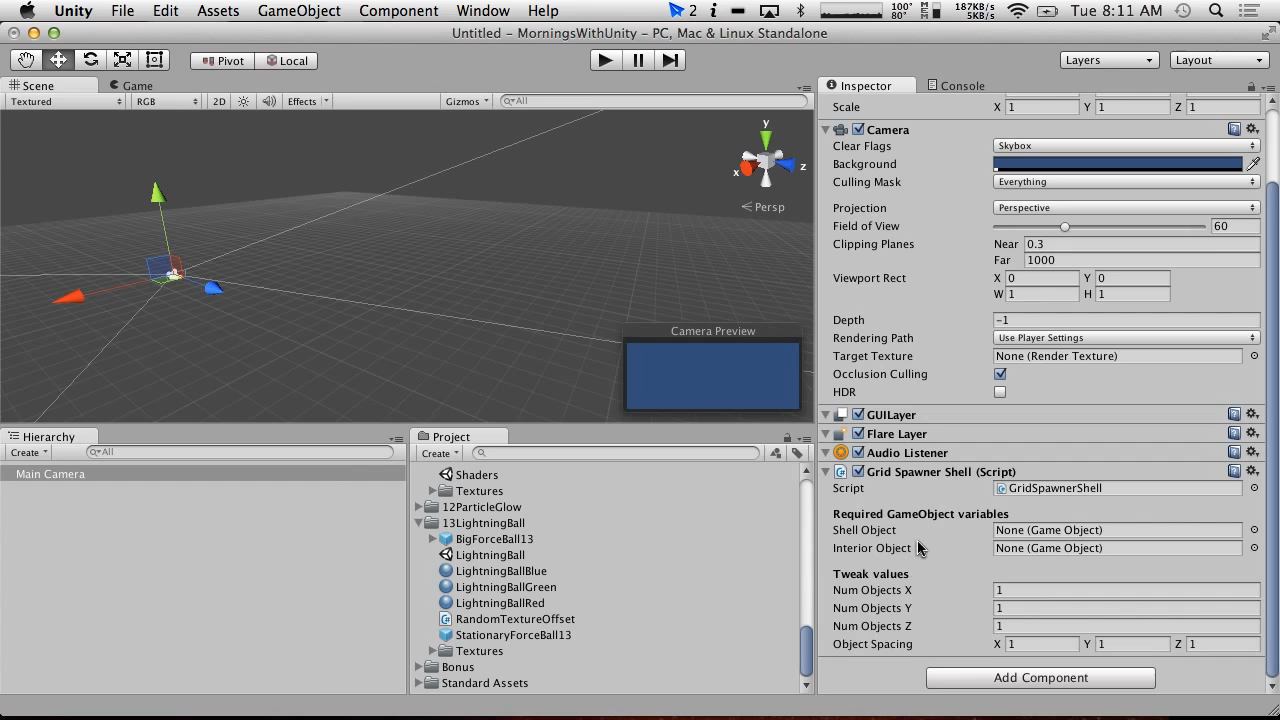 Unity File Edit Assets GameObject Component Window Help 2 100° 80° MEM 187KB/s 5KB/s Tue 8:11 AM
Untitled – MorningsWithUnity – PC, Mac & Linux Standalone
Pivot Local Layers Layout
Scene Game
Textured RGB 2D Effects Gizmos All
y
x
z
Persp
Camera Preview
Hierarchy
Create All
Main Camera
Project
Create
Shaders
Textures
12ParticleGlow
13LightningBall
BigForceBall13
LightningBall
LightningBallBlue
LightningBallGreen
LightningBallRed
RandomTextureOffset
StationaryForceBall13
Textures
Bonus
Standard Assets
Inspector Console
Scale X 1 Y 1 Z 1
Camera
Clear Flags Skybox
Background
Culling Mask Everything
Projection Perspective
Field of View 60
Clipping Planes Near 0.3
Far 1000
Viewport Rect X 0 Y 0
W 1 H 1
Depth -1
Rendering Path Use Player Settings
Target Texture None (Render Texture)
Occlusion Culling
HDR
GUILayer
Flare Layer
Audio Listener
Grid Spawner Shell (Script)
Script GridSpawnerShell
Required GameObject variables
Shell Object None (Game Object)
Interior Object None (Game Object)
Tweak values
Num Objects X 1
Num Objects Y 1
Num Objects Z 1
Object Spacing X 1 Y 1 Z 1
Add Component